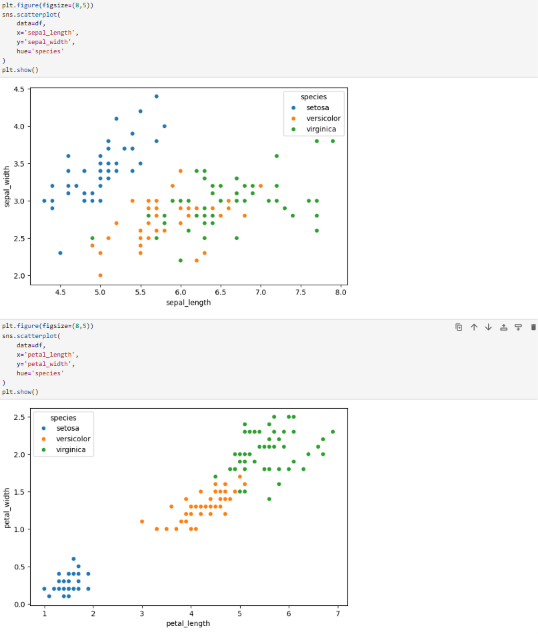 plt.figure(figsize=(8,5))
sns.scatterplot(
data=df,
x='sepal_length',
y='sepal_width',
hue='species'
)
plt.show()
4.5
4.0
3.5
3.0
2.5
2.0
sepal_width
species
setosa
versicolor
virginica
4.5 5.0 5.5 6.0 6.5 7.0 7.5 8.0
sepal_length
plt.figure(figsize=(8,5))
sns.scatterplot(
data=df,
x='petal_length',
y='petal_width',
hue='species'
)
plt.show()
2.5
2.0
1.5
1.0
0.5
0.0
petal_width
species
setosa
versicolor
virginica
1 2 3 4 5 6 7
petal_length